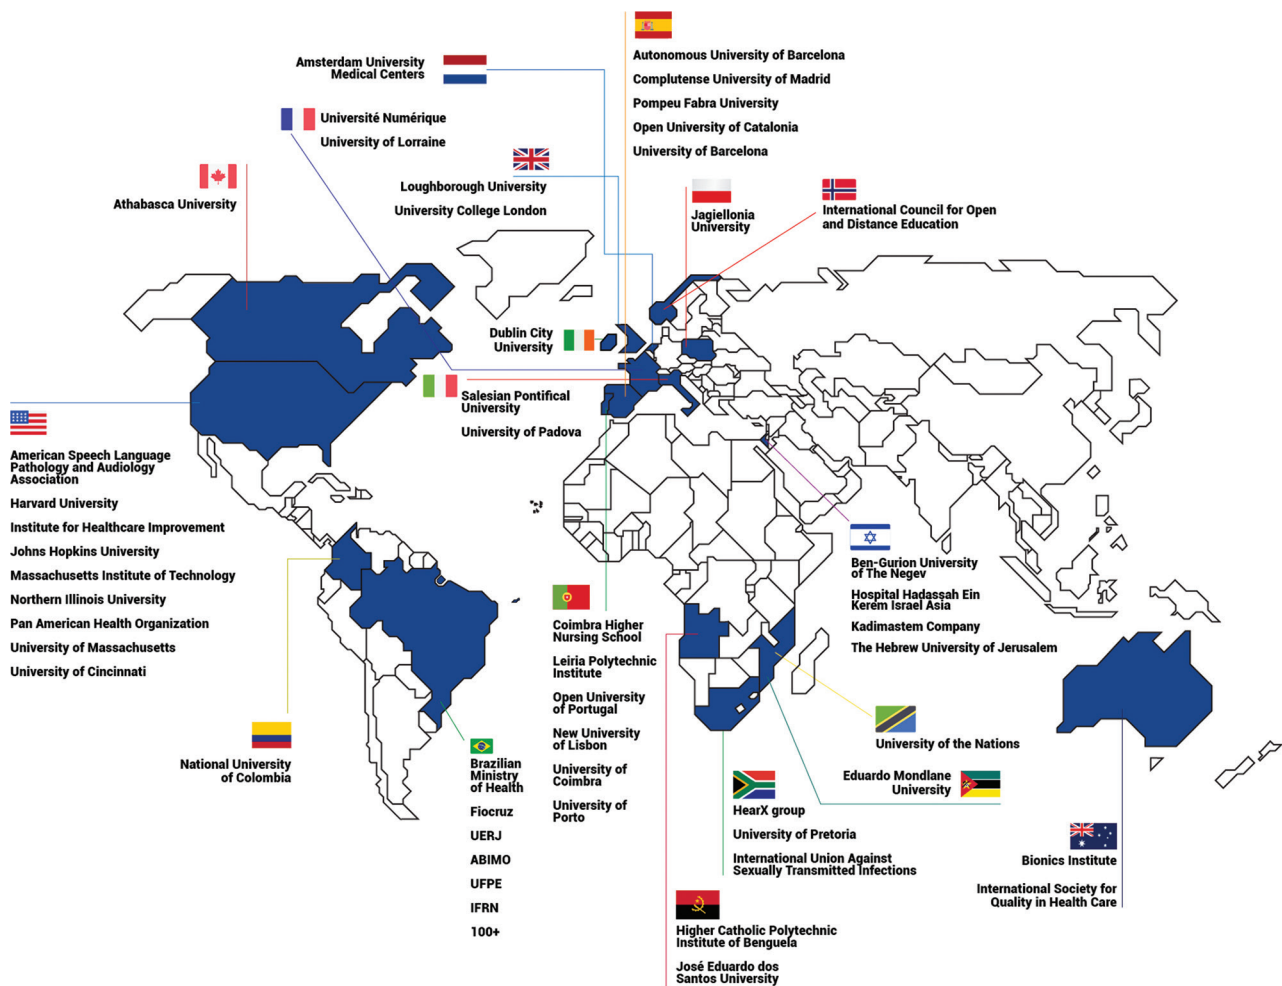 Autonomous University of Barcelona
Complutense University of Madrid
Pompeu Fabra University
Open University of Catalonia
University of Barcelona
Amsterdam University
Medical Centers
Université Numérique
University of Lorraine
Loughborough University
University College London
Athabasca University
Jagiellonia
University
International Council for Open
and Distance Education
Dublin City
University
Salesian Pontifical
University
University of Padova
American Speech Language
Pathology and Audiology
Association
Harvard University
Institute for Healthcare Improvement
Johns Hopkins University
Massachusetts Institute of Technology
Northern Illinois University
Pan American Health Organization
University of Massachusetts
University of Cincinnati
National University
of Colombia
Brazilian
Ministry
of Health
Fiocruz
UERJ
ABIMO
UFPE
IFRN
100+
Coimbra Higher
Nursing School
Leiria Polytechnic
Institute
Open University
of Portugal
New University
of Lisbon
University of
Coimbra
University of
Porto
Ben-Gurion University
of The Negev
Hospital Hadassah Ein
Kerem Israel Asia
Kadimastem Company
The Hebrew University of Jerusalem
University of the Nations
Eduardo Mondlane
University
HearX group
University of Pretoria
International Union Against
Sexually Transmitted Infections
Higher Catholic Polytechnic
Institute of Benguela
José Eduardo dos
Santos University
Bionics Institute
International Society for
Quality in Health Care